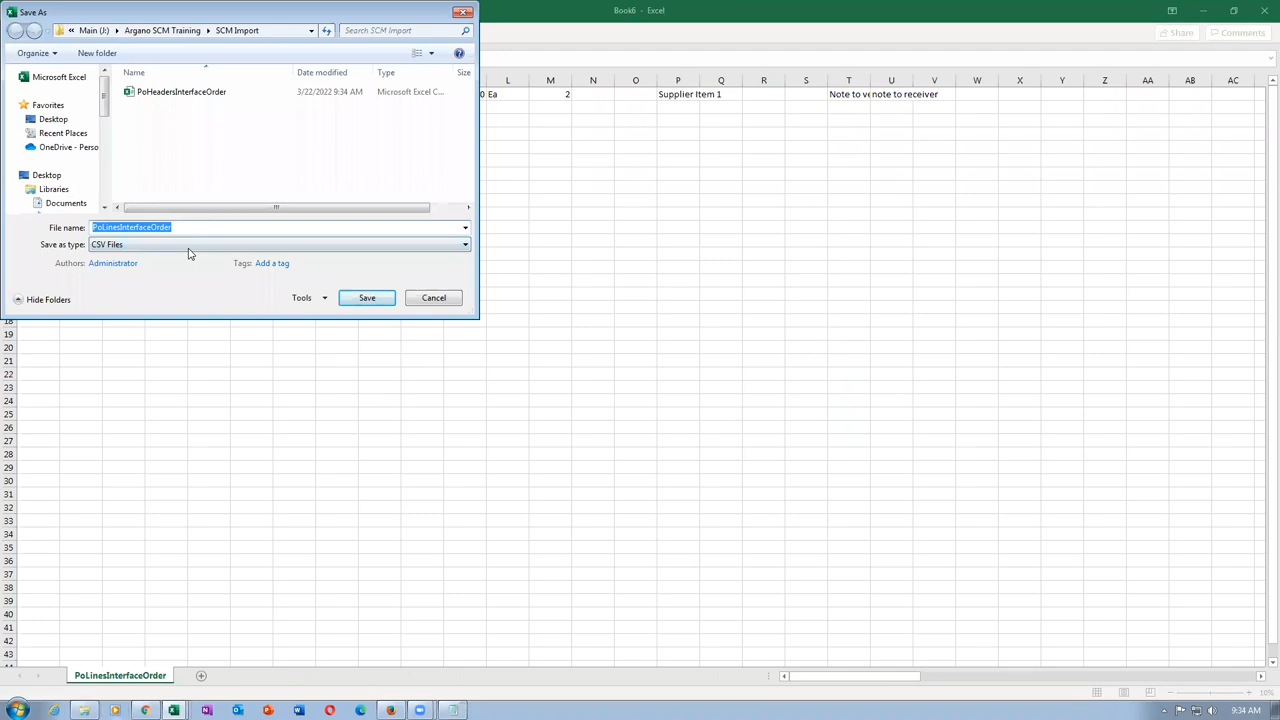 Save As
Book6 - Excel
Main (J:) Argano SCM Training SCM Import
Search SCM Import
Share
Comments
Organize
New folder
Name Date modified Type Size
Microsoft Excel
Favorites
Desktop
Recent Places
OneDrive - Perso
Desktop
Libraries
Documents
PoHeadersInterfaceOrder 3/22/2022 9:34 AM Microsoft Excel C...
File name: PoLinesInterfaceOrder
Save as type: CSV Files
Authors: Administrator Tags: Add a tag
Hide Folders
Tools
Save
Cancel
L M N O P Q R S T U V W X Y Z AA AB AC
0 Ea 2 Supplier Item 1 Note to ve note to receiver
18
19
20
21
22
23
24
25
26
27
28
29
30
31
32
33
34
35
36
37
38
39
40
41
42
43
44
PoLinesInterfaceOrder
10%
9:34 AM